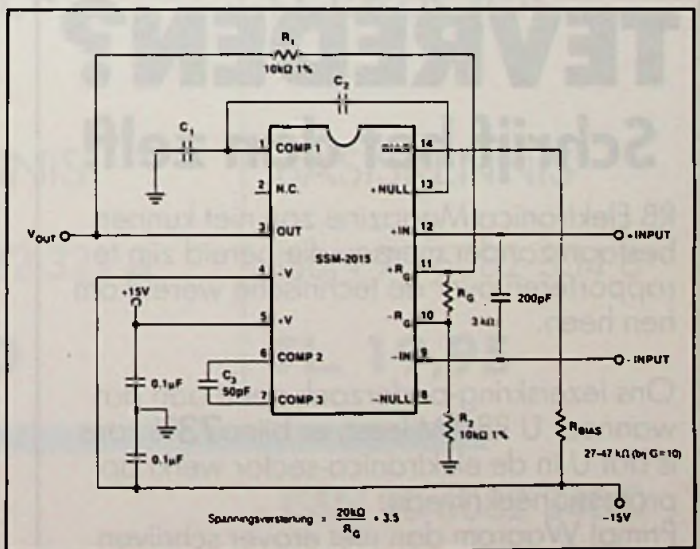 R₁
10kΩ 1%
C₂
C₁
1 COMP 1
BIAS 14
2 N.C.
+NULL 13
VOUT
3 OUT
+IN 12
+INPUT
SSM-2015
4 -V
+RG 11
RG
200pF
+15V
5 +V
-RG 10
3 kΩ
6 COMP 2
-IN 9
- INPUT
C₃
50pF
7 COMP 3
-NULL 8
0.1µF
0.1µF
R₂
10kΩ 1%
RBIAS
27-47 kΩ (bij G=10)
-15V
Spanningsversterking = 20kΩ / RG + 3.5